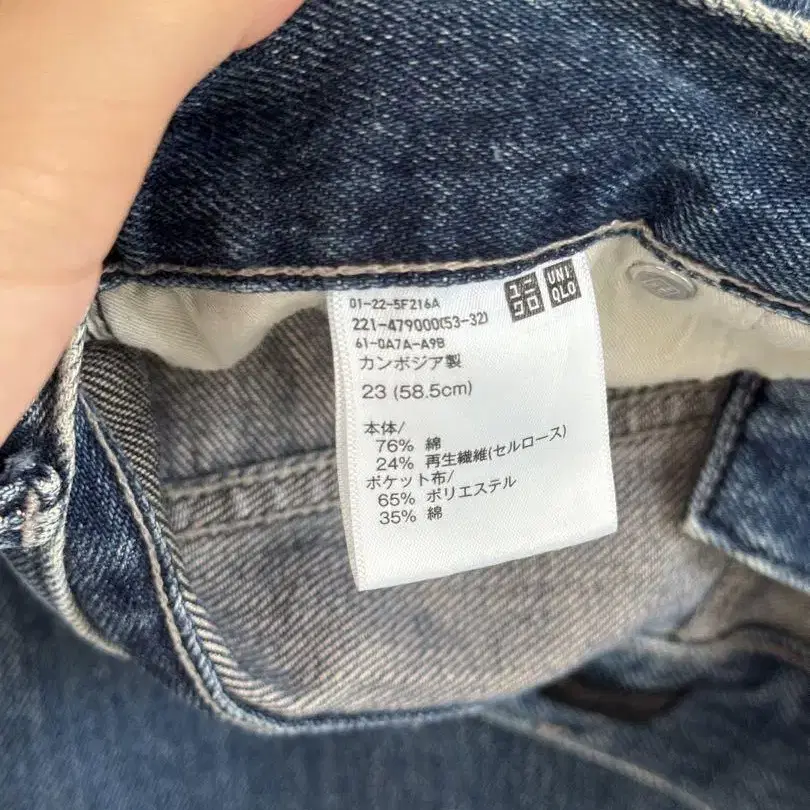 01-22-5F216A
221-479000(53-32)
61-0A7A-A9B
ユニ
クロ
UNI
QLO
カンボジア製
23 (58.5cm)
本体/
76% 綿
24% 再生繊維(セルロース)
ポケット布/
65% ポリエステル
35% 綿